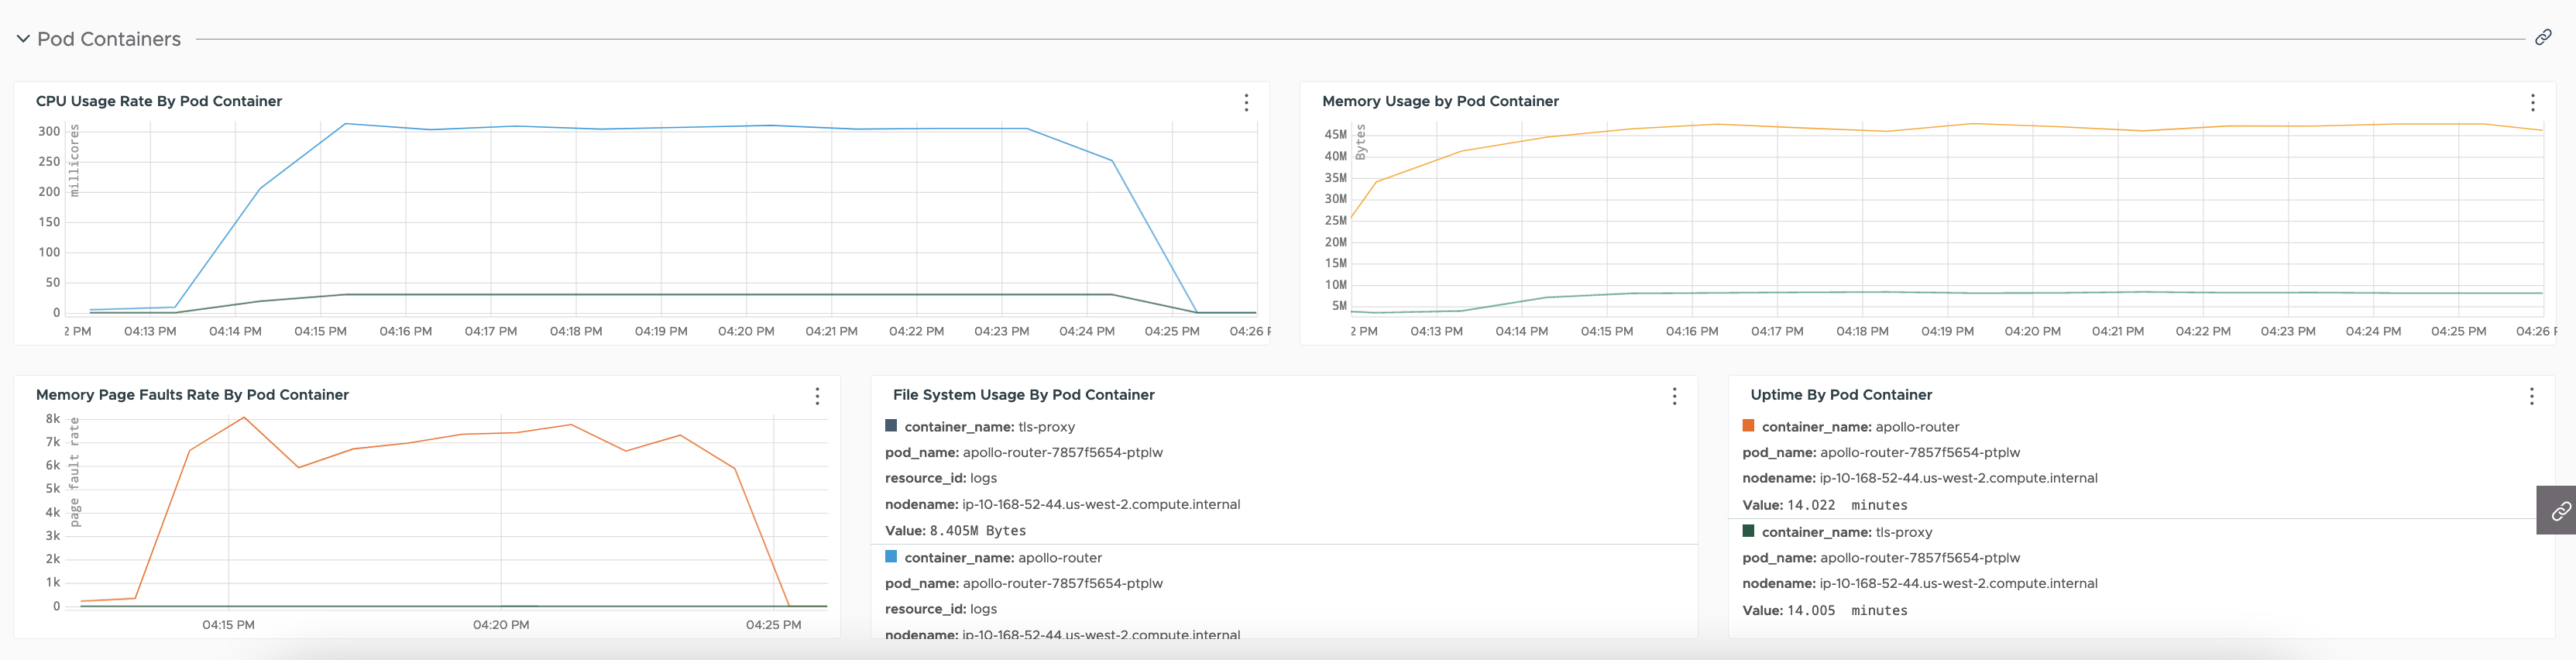 Pod Containers
CPU Usage Rate By Pod Container
millicores
300
250
200
150
100
50
0
2 PM 04:13 PM 04:14 PM 04:15 PM 04:16 PM 04:17 PM 04:18 PM 04:19 PM 04:20 PM 04:21 PM 04:22 PM 04:23 PM 04:24 PM 04:25 PM 04:26 P
Memory Usage by Pod Container
Bytes
45M
40M
35M
30M
25M
20M
15M
10M
5M
2 PM 04:13 PM 04:14 PM 04:15 PM 04:16 PM 04:17 PM 04:18 PM 04:19 PM 04:20 PM 04:21 PM 04:22 PM 04:23 PM 04:24 PM 04:25 PM 04:26 P
Memory Page Faults Rate By Pod Container
page fault rate
8k
7k
6k
5k
4k
3k
2k
1k
0
04:15 PM 04:20 PM 04:25 PM
File System Usage By Pod Container
container_name: tls-proxy
pod_name: apollo-router-7857f5654-ptplw
resource_id: logs
nodename: ip-10-168-52-44.us-west-2.compute.internal
Value: 8.405M Bytes
container_name: apollo-router
pod_name: apollo-router-7857f5654-ptplw
resource_id: logs
nodename: ip-10-168-52-44.us-west-2.compute.internal
Uptime By Pod Container
container_name: apollo-router
pod_name: apollo-router-7857f5654-ptplw
nodename: ip-10-168-52-44.us-west-2.compute.internal
Value: 14.022 minutes
container_name: tls-proxy
pod_name: apollo-router-7857f5654-ptplw
nodename: ip-10-168-52-44.us-west-2.compute.internal
Value: 14.005 minutes